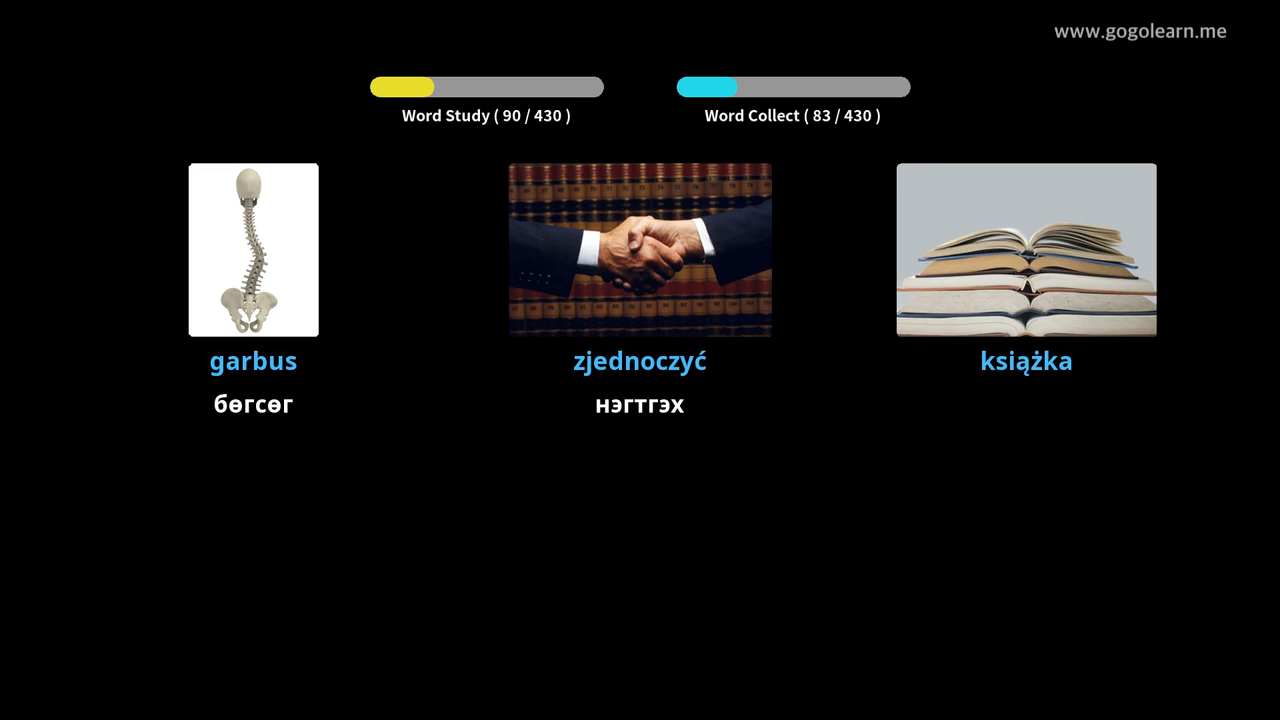 www.gogolearn.me
Word Study ( 90 / 430 )
Word Collect ( 83 / 430 )
garbus
zjednoczyć
książka
бөгсөг
нэгтгэх